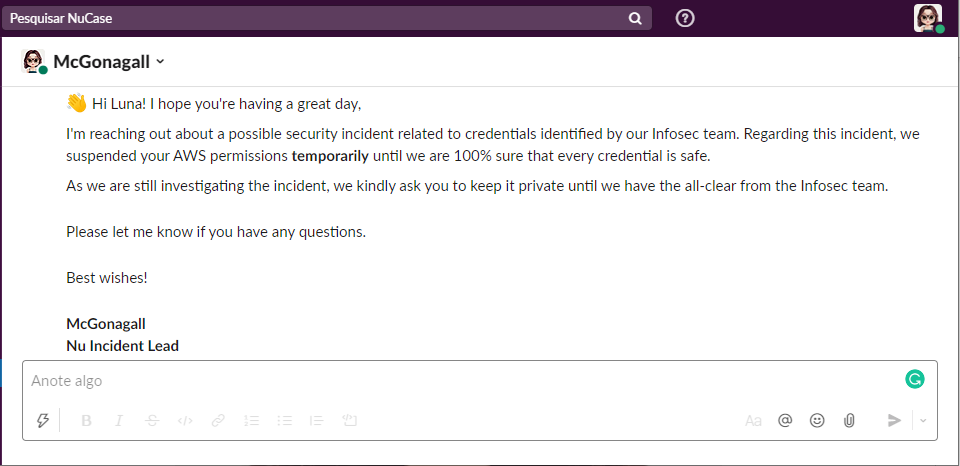 Pesquisar NuCase
McGonagall
👋 Hi Luna! I hope you're having a great day,
I'm reaching out about a possible security incident related to credentials identified by our Infosec team. Regarding this incident, we
suspended your AWS permissions temporarily until we are 100% sure that every credential is safe.
As we are still investigating the incident, we kindly ask you to keep it private until we have the all-clear from the Infosec team.
Please let me know if you have any questions.
Best wishes!
McGonagall
Nu Incident Lead
Anote algo
B I S Aa @